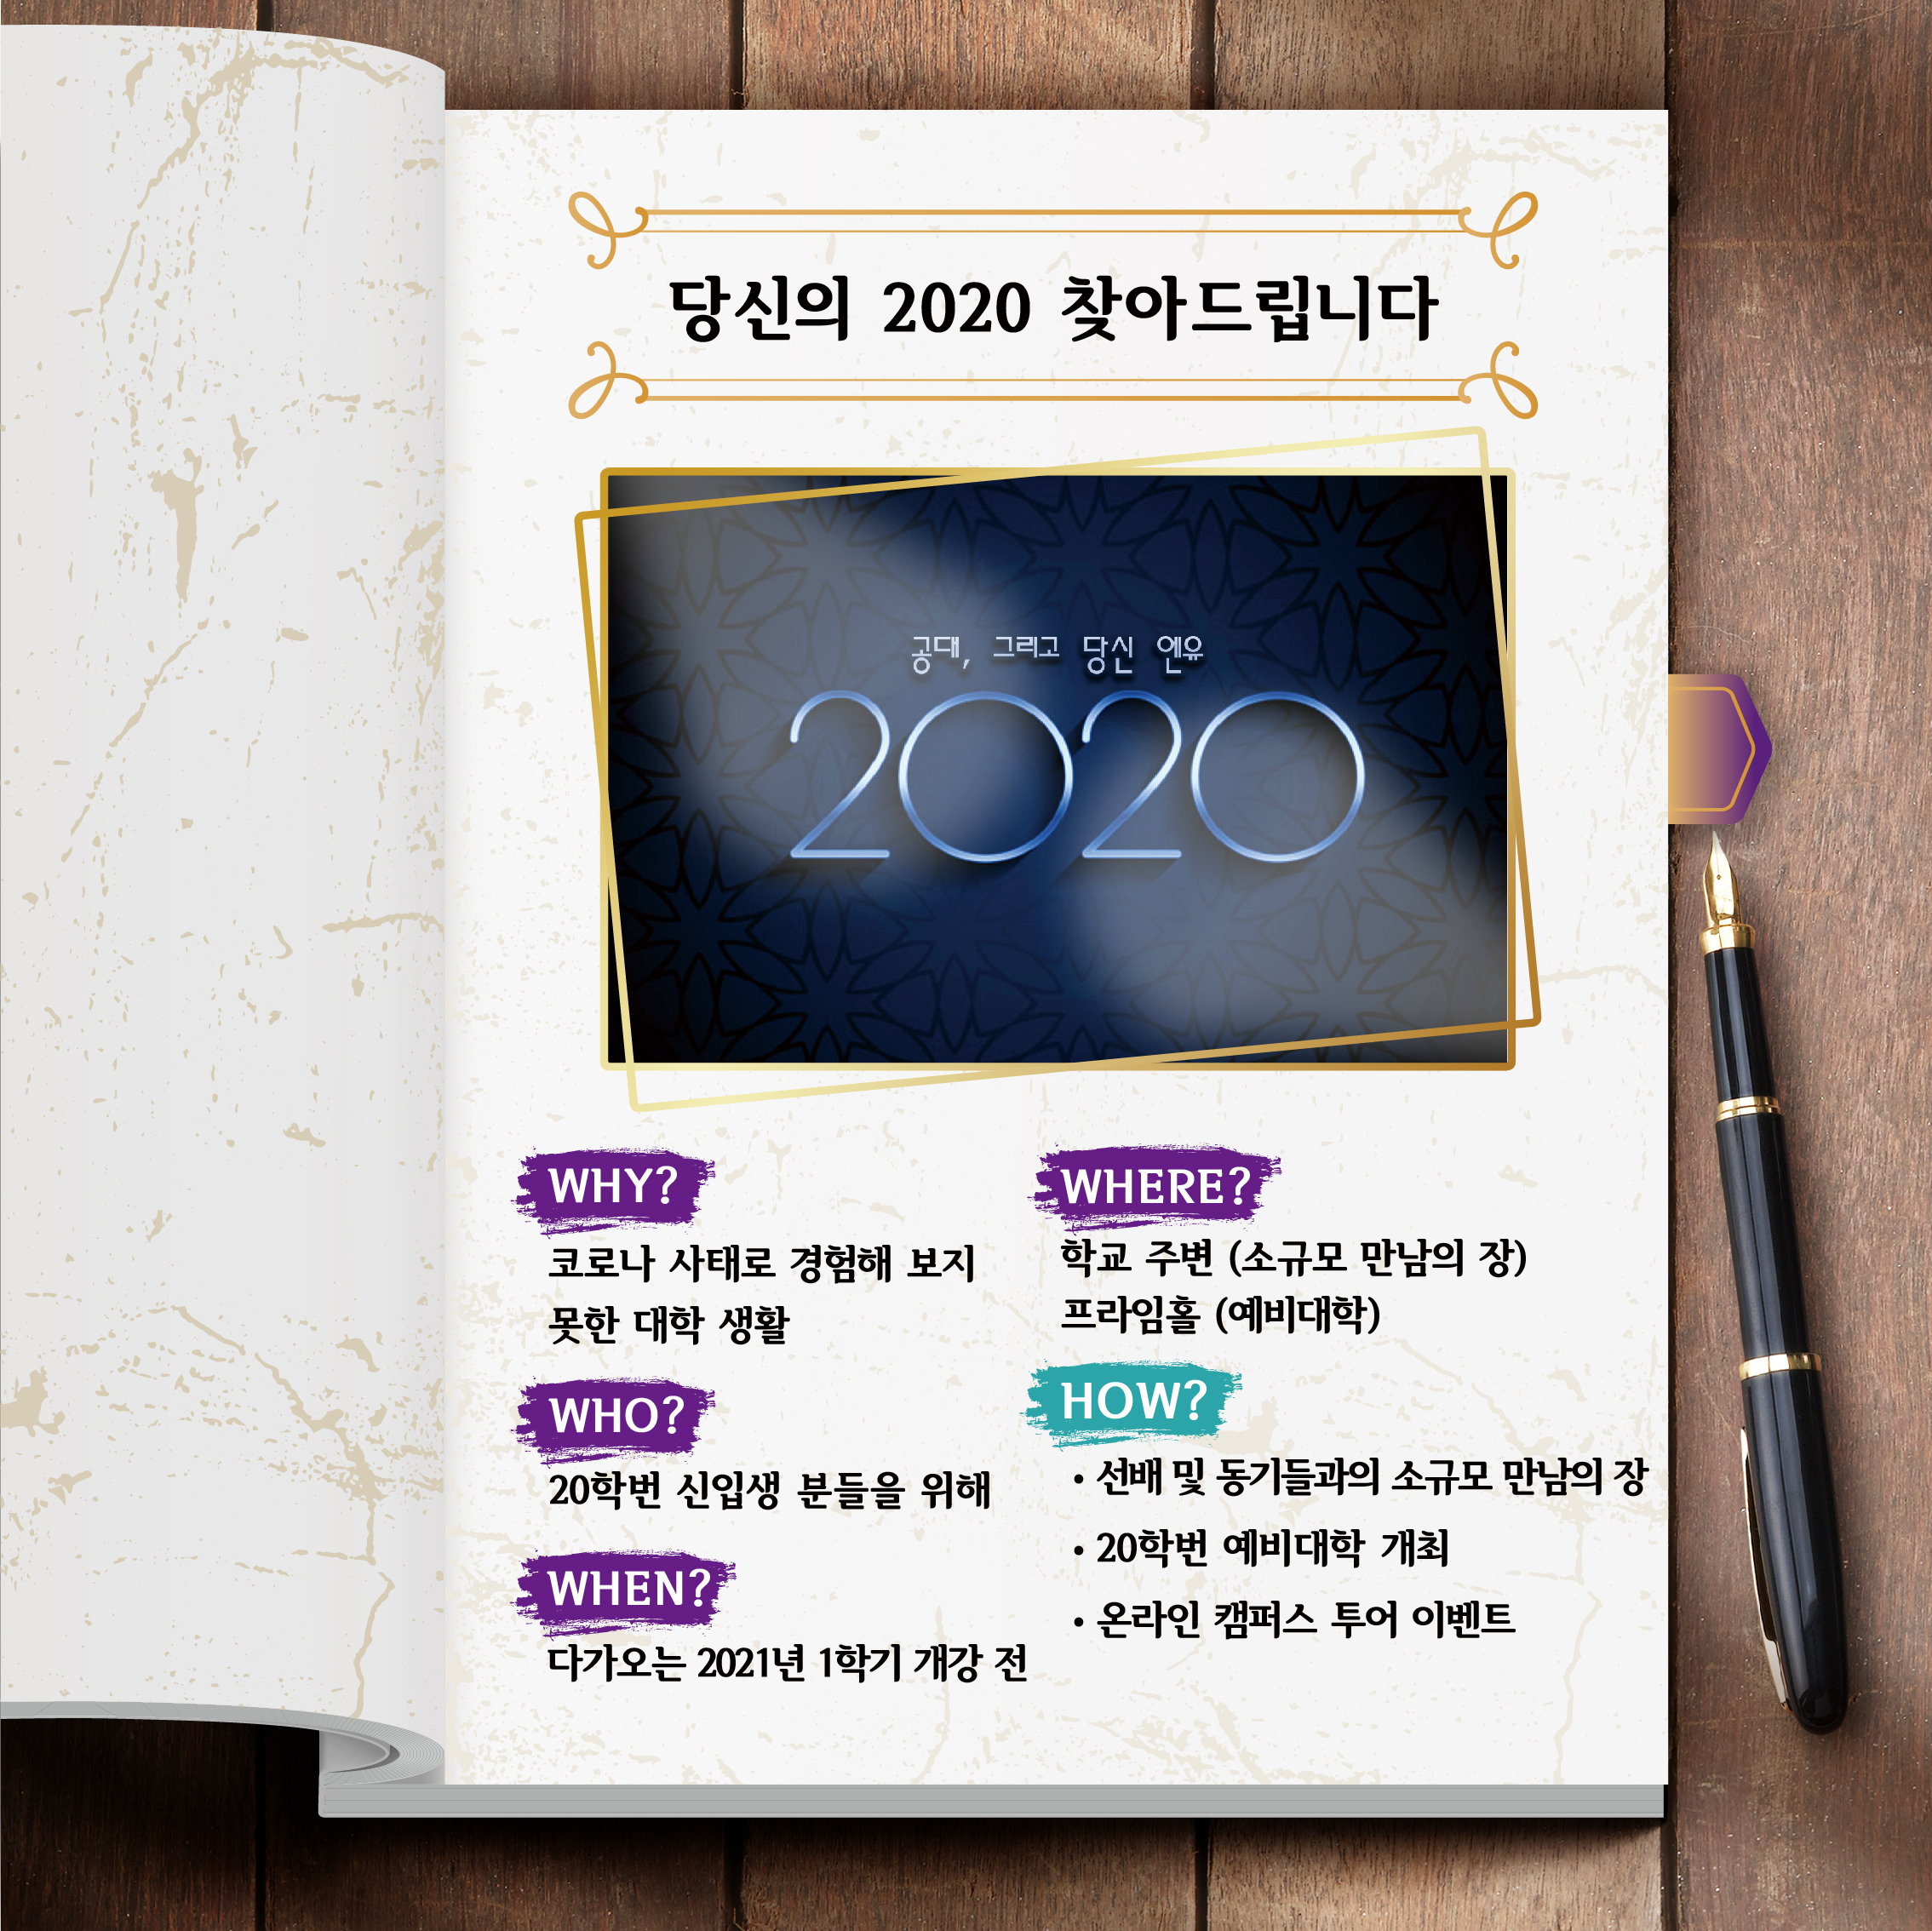 당신의 2020 찾아드립니다
공대, 그리고 당신 엔유
2020
WHY?
코로나 사태로 경험해 보지
못한 대학 생활
WHO?
20학번 신입생 분들을 위해
WHEN?
다가오는 2021년 1학기 개강 전
WHERE?
학교 주변 (소규모 만남의 장)
프라임홀 (예비대학)
HOW?
• 선배 및 동기들과의 소규모 만남의 장
• 20학번 예비대학 개최
• 온라인 캠퍼스 투어 이벤트